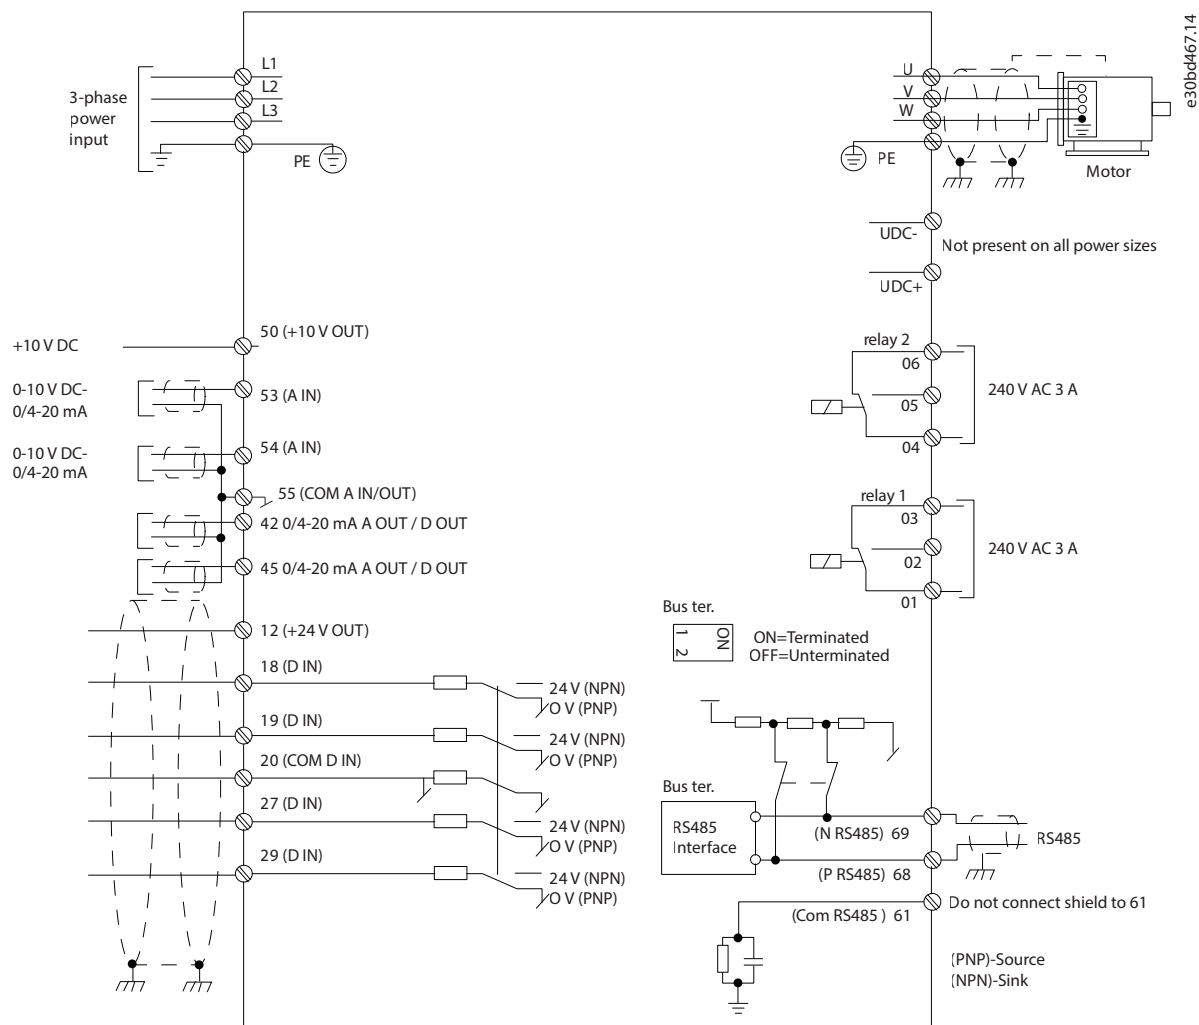 e30bd467.14
L1
L2
L3
3-phase
power
input
PE
U
V
W
PE
Motor
UDC-
Not present on all power sizes
UDC+
+10 V DC
50 (+10 V OUT)
0-10 V DC-
0/4-20 mA
53 (A IN)
0-10 V DC-
0/4-20 mA
54 (A IN)
55 (COM A IN/OUT)
42 0/4-20 mA A OUT / D OUT
45 0/4-20 mA A OUT / D OUT
12 (+24 V OUT)
18 (D IN)
24 V (NPN)
O V (PNP)
19 (D IN)
24 V (NPN)
O V (PNP)
20 (COM D IN)
27 (D IN)
24 V (NPN)
O V (PNP)
29 (D IN)
24 V (NPN)
O V (PNP)
relay 2
06
05
04
240 V AC 3 A
relay 1
03
02
01
240 V AC 3 A
Bus ter.
1
2
ON
ON=Terminated
OFF=Unterminated
Bus ter.
RS485
Interface
(N RS485) 69
RS485
(P RS485) 68
(Com RS485 ) 61
Do not connect shield to 61
(PNP)-Source
(NPN)-Sink